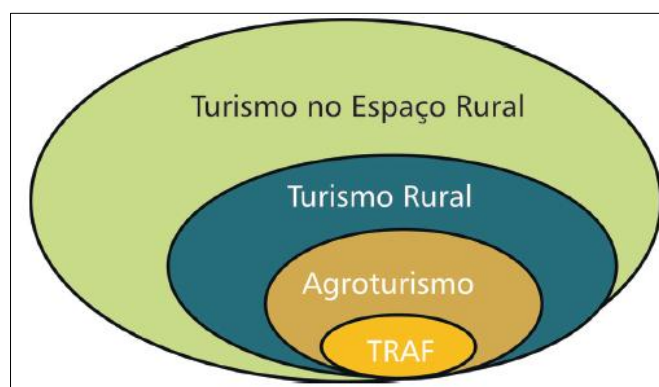 Turismo no Espaço Rural
Turismo Rural
Agroturismo
TRAF